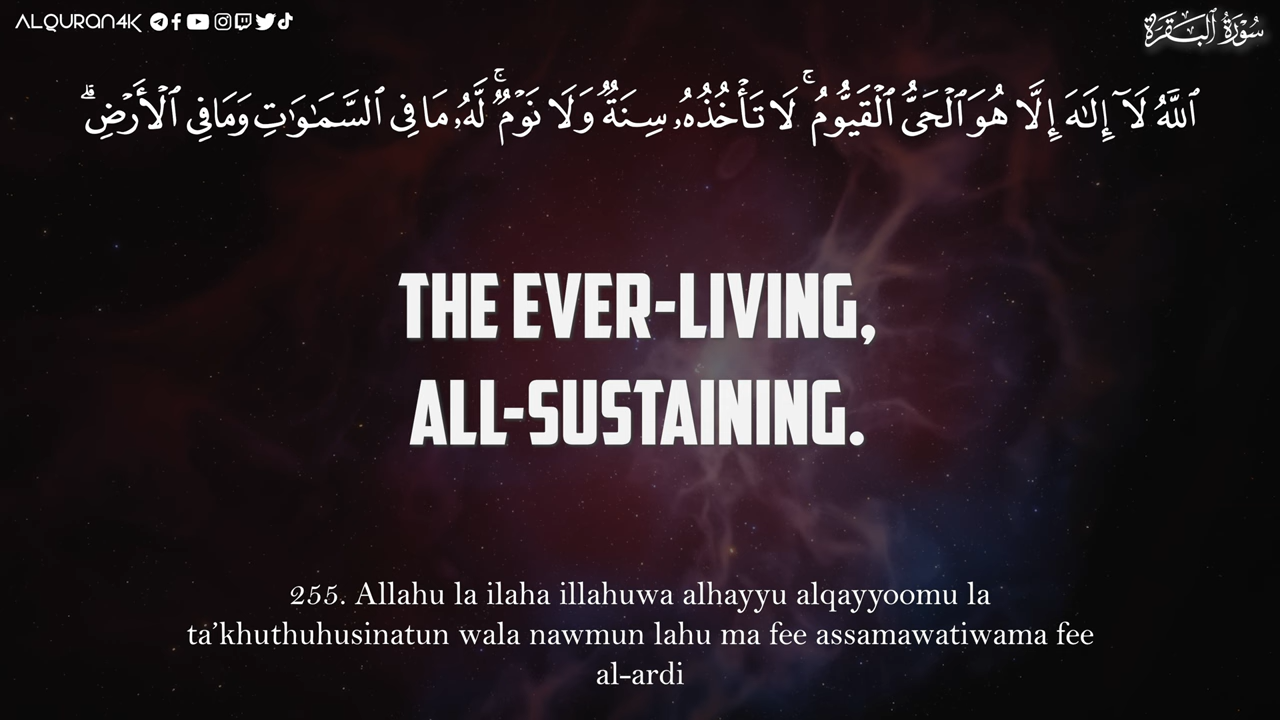 ALQURAN4K
سُورَةُ ٱلْبَقَرَة
ٱللَّهُ لَآ إِلَٰهَ إِلَّا هُوَ ٱلْحَىُّ ٱلْقَيُّومُ ۚ لَا تَأْخُذُهُۥ سِنَةٌ وَلَا نَوْمٌ ۚ لَّهُۥ مَا فِى ٱلسَّمَٰوَٰتِ وَمَا فِى ٱلْأَرْضِ ۗ
THE EVER-LIVING,
ALL-SUSTAINING.
255. Allahu la ilaha illahuwa alhayyu alqayyoomu la
ta’khuthuhusinatun wala nawmun lahu ma fee assamawatiwama fee
al-ardi